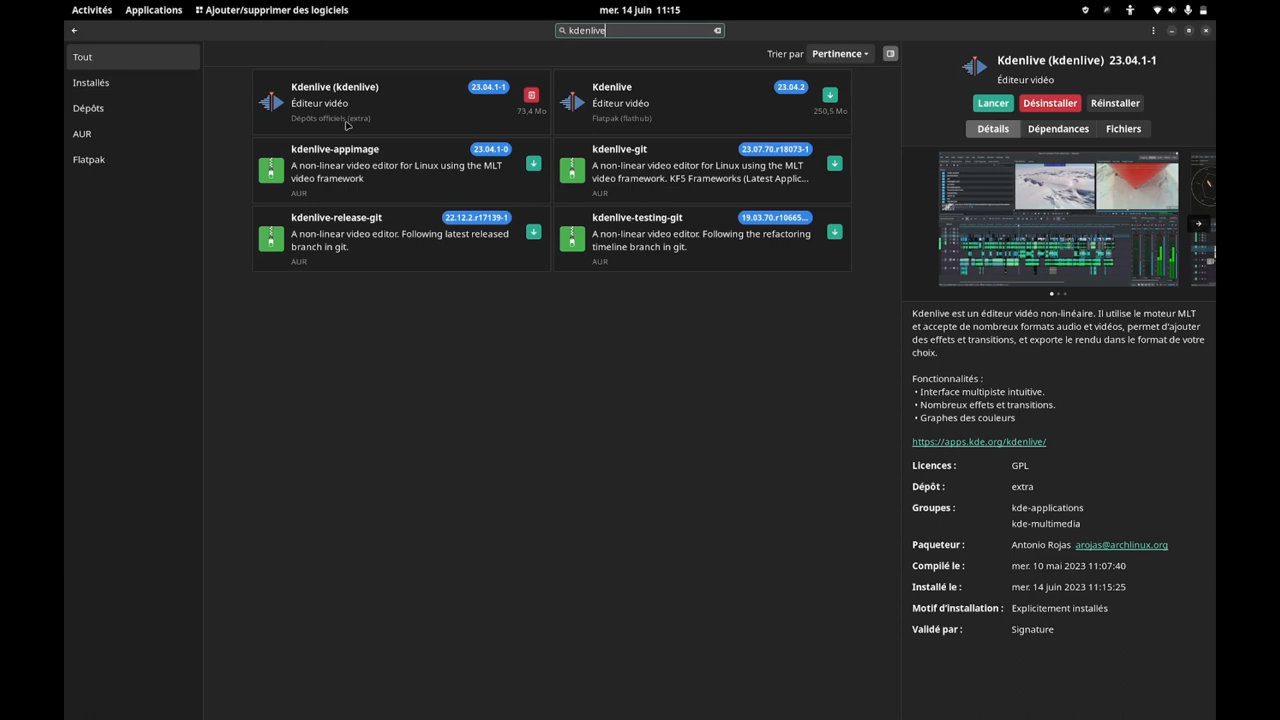 Activités
Applications
Ajouter/supprimer des logiciels
mer. 14 juin 11:15
kdenlive
Tout
Installés
Dépôts
AUR
Flatpak
Trier par
Pertinence
Kdenlive (kdenlive)
23.04.1-1
Éditeur vidéo
Dépôts officiels (extra)
73,4 Mo
Kdenlive
23.04.2
Éditeur vidéo
Flatpak (flathub)
250,5 Mo
kdenlive-appimage
23.04.1-0
A non-linear video editor for Linux using the MLT
video framework
AUR
kdenlive-git
23.07.70.r18073-1
A non-linear video editor for Linux using the MLT
video framework. KF5 Frameworks (Latest Applic...
AUR
kdenlive-release-git
22.12.2.r17139-1
A non-linear video editor. Following latest released
branch in git.
AUR
kdenlive-testing-git
19.03.70.r10665...
A non-linear video editor. Following the refactoring
timeline branch in git.
AUR
Kdenlive (kdenlive) 23.04.1-1
Éditeur vidéo
Lancer
Désinstaller
Réinstaller
Détails
Dépendances
Fichiers
Kdenlive est un éditeur vidéo non-linéaire. Il utilise le moteur MLT
et accepte de nombreux formats audio et vidéos, permet d'ajouter
des effets et transitions, et exporte le rendu dans le format de votre
choix.
Fonctionnalités :
• Interface multipiste intuitive.
• Nombreux effets et transitions.
• Graphes des couleurs
https://apps.kde.org/kdenlive/
Licences : GPL
Dépôt : extra
Groupes : kde-applications
kde-multimedia
Paqueteur : Antonio Rojas arojas@archlinux.org
Compilé le : mer. 10 mai 2023 11:07:40
Installé le : mer. 14 juin 2023 11:15:25
Motif d'installation : Explicitement installés
Validé par : Signature